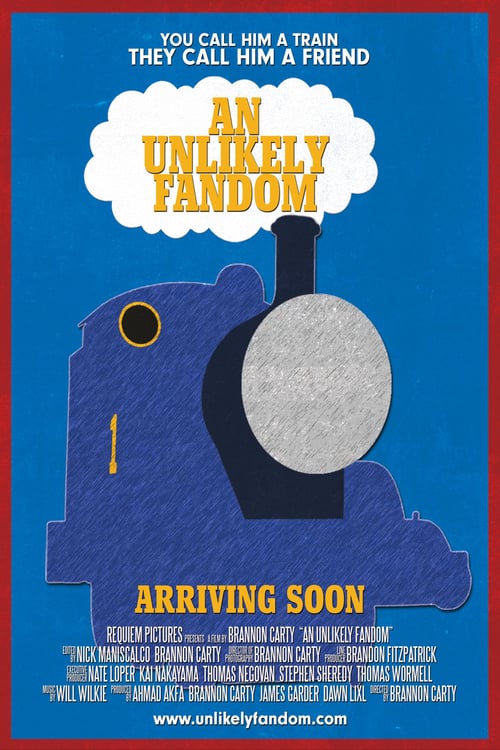 YOU CALL HIM A TRAIN
THEY CALL HIM A FRIEND
AN
UNLIKELY
FANDOM
1
ARRIVING SOON
REQUIEM PICTURES PRESENTS A FILM BY BRANNON CARTY "AN UNLIKELY FANDOM"
EDITED BY NICK MANISCALCO BRANNON CARTY DIRECTOR OF PHOTOGRAPHY BRANNON CARTY LINE PRODUCER BRANDON FITZPATRICK
EXECUTIVE PRODUCER NATE LOPER KAI NAKAYAMA THOMAS NECOVAN STEPHEN SHEREDY THOMAS WORMELL
MUSIC BY WILL WILKIE PRODUCED BY AHMAD AKFA BRANNON CARTY JAMES GARDER DAWN LIXL DIRECTED BY BRANNON CARTY
www.unlikelyfandom.com